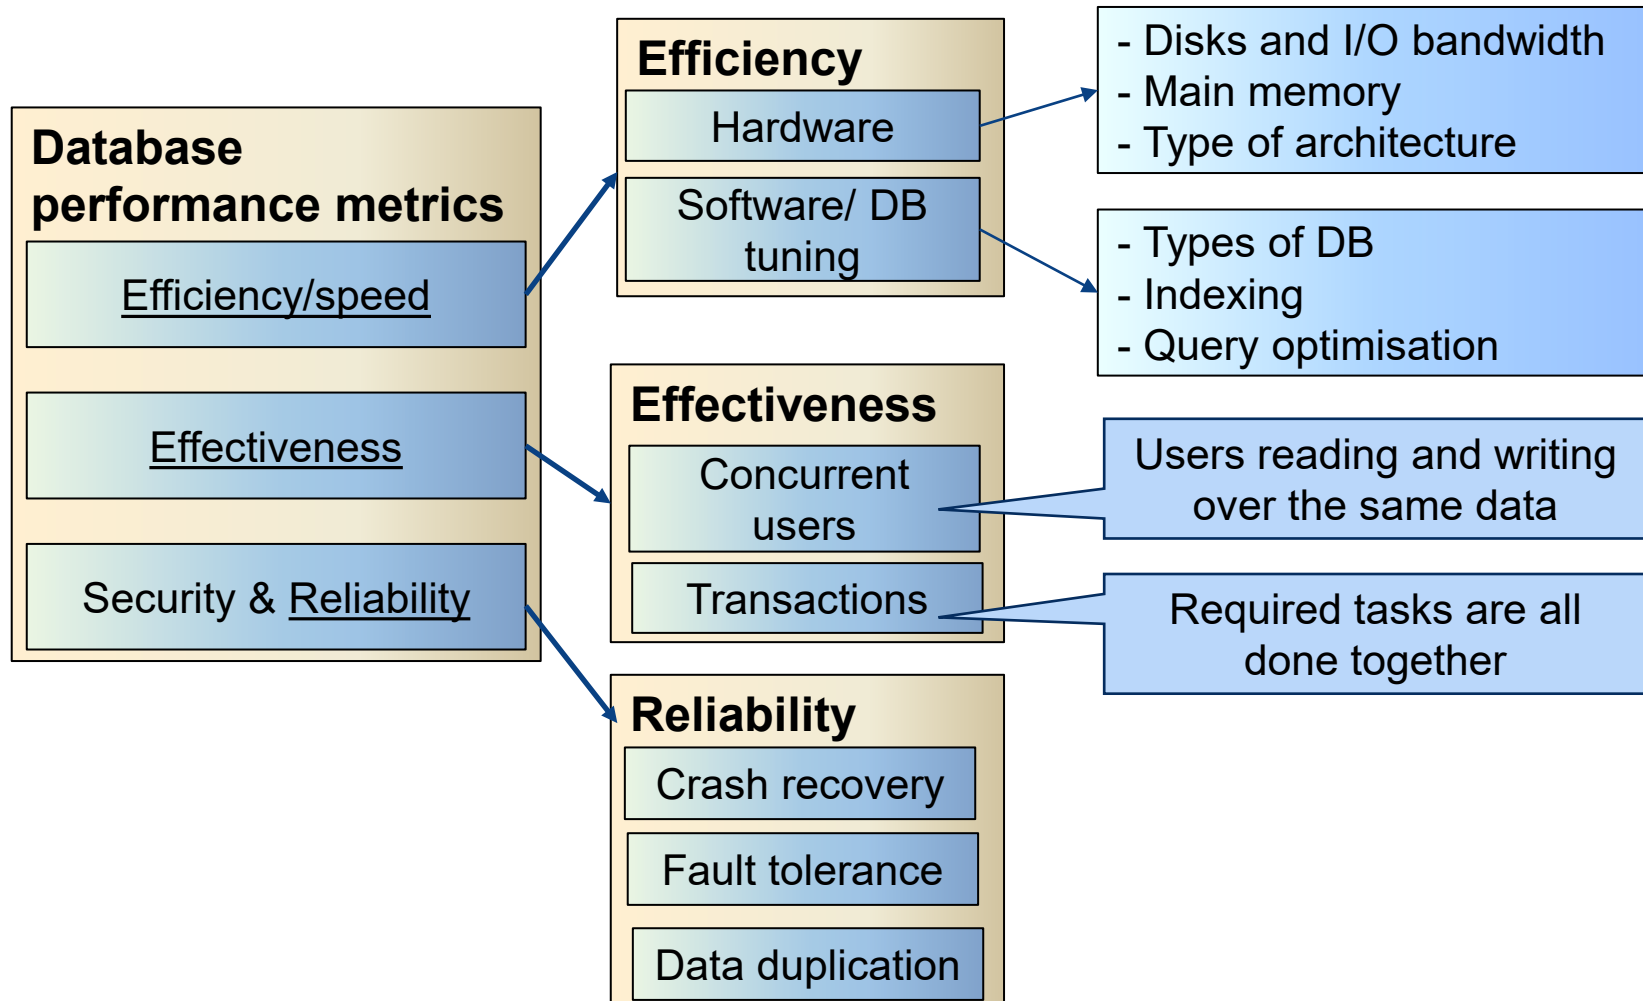 Database
performance metrics
Efficiency/speed
Effectiveness
Security & Reliability
Efficiency
Hardware
Software/ DB
tuning
- Disks and I/O bandwidth
- Main memory
- Type of architecture
- Types of DB
- Indexing
- Query optimisation
Effectiveness
Concurrent
users
Transactions
Users reading and writing
over the same data
Required tasks are all
done together
Reliability
Crash recovery
Fault tolerance
Data duplication